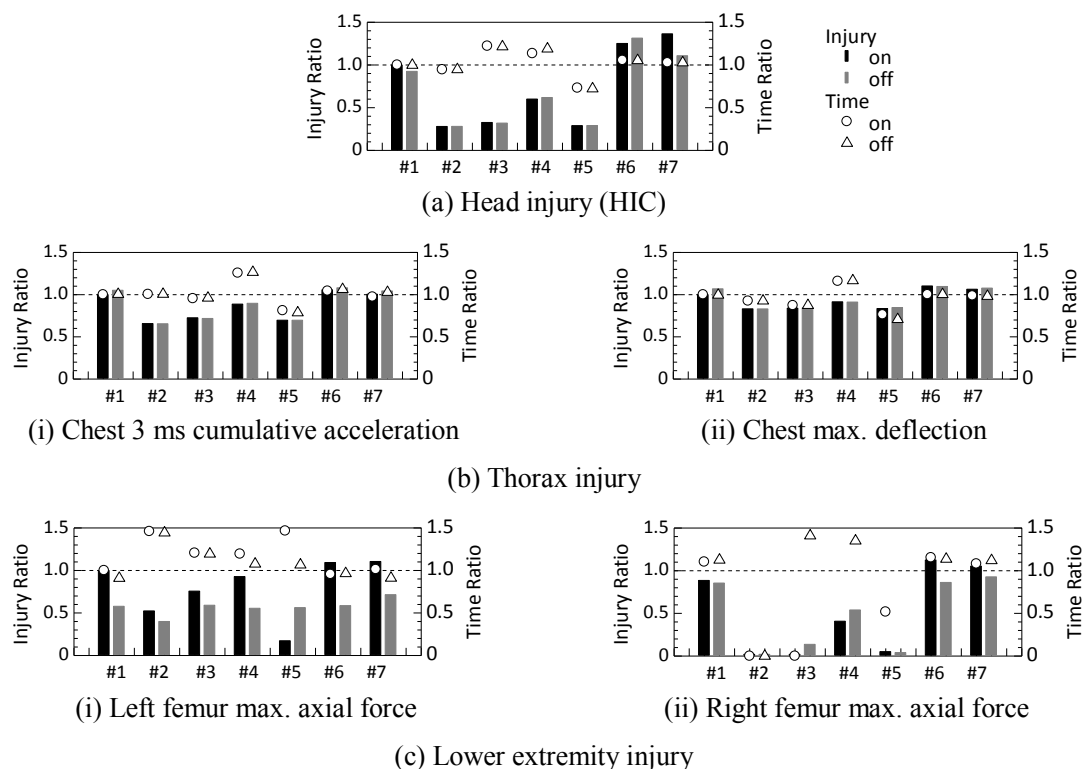 Injury Ratio
1.5
1.0
0.5
0
#1 #2 #3 #4 #5 #6 #7
1.5
1.0
0.5
0
Time Ratio
Injury
on
off
Time
on
off
(a) Head injury (HIC)
Injury Ratio
1.5
1.0
0.5
0
#1 #2 #3 #4 #5 #6 #7
1.5
1.0
0.5
0
Time Ratio
(i) Chest 3 ms cumulative acceleration
Injury Ratio
1.5
1.0
0.5
0
#1 #2 #3 #4 #5 #6 #7
1.5
1.0
0.5
0
Time Ratio
(ii) Chest max. deflection
(b) Thorax injury
Injury Ratio
1.5
1.0
0.5
0
#1 #2 #3 #4 #5 #6 #7
1.5
1.0
0.5
0
Time Ratio
(i) Left femur max. axial force
Injury Ratio
1.5
1.0
0.5
0
#1 #2 #3 #4 #5 #6 #7
1.5
1.0
0.5
0
Time Ratio
(ii) Right femur max. axial force
(c) Lower extremity injury